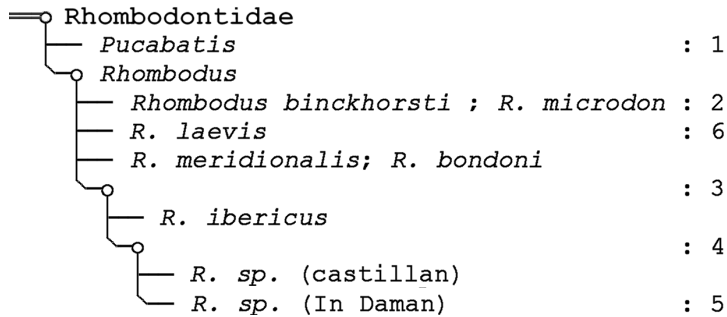 Rhombodontidae
Pucabatis : 1
Rhombodus
Rhombodus binckhorsti ; R. microdon : 2
R. laevis : 6
R. meridionalis; R. bondoni
: 3
R. ibericus
: 4
R. sp. (castillan)
R. sp. (In Daman) : 5